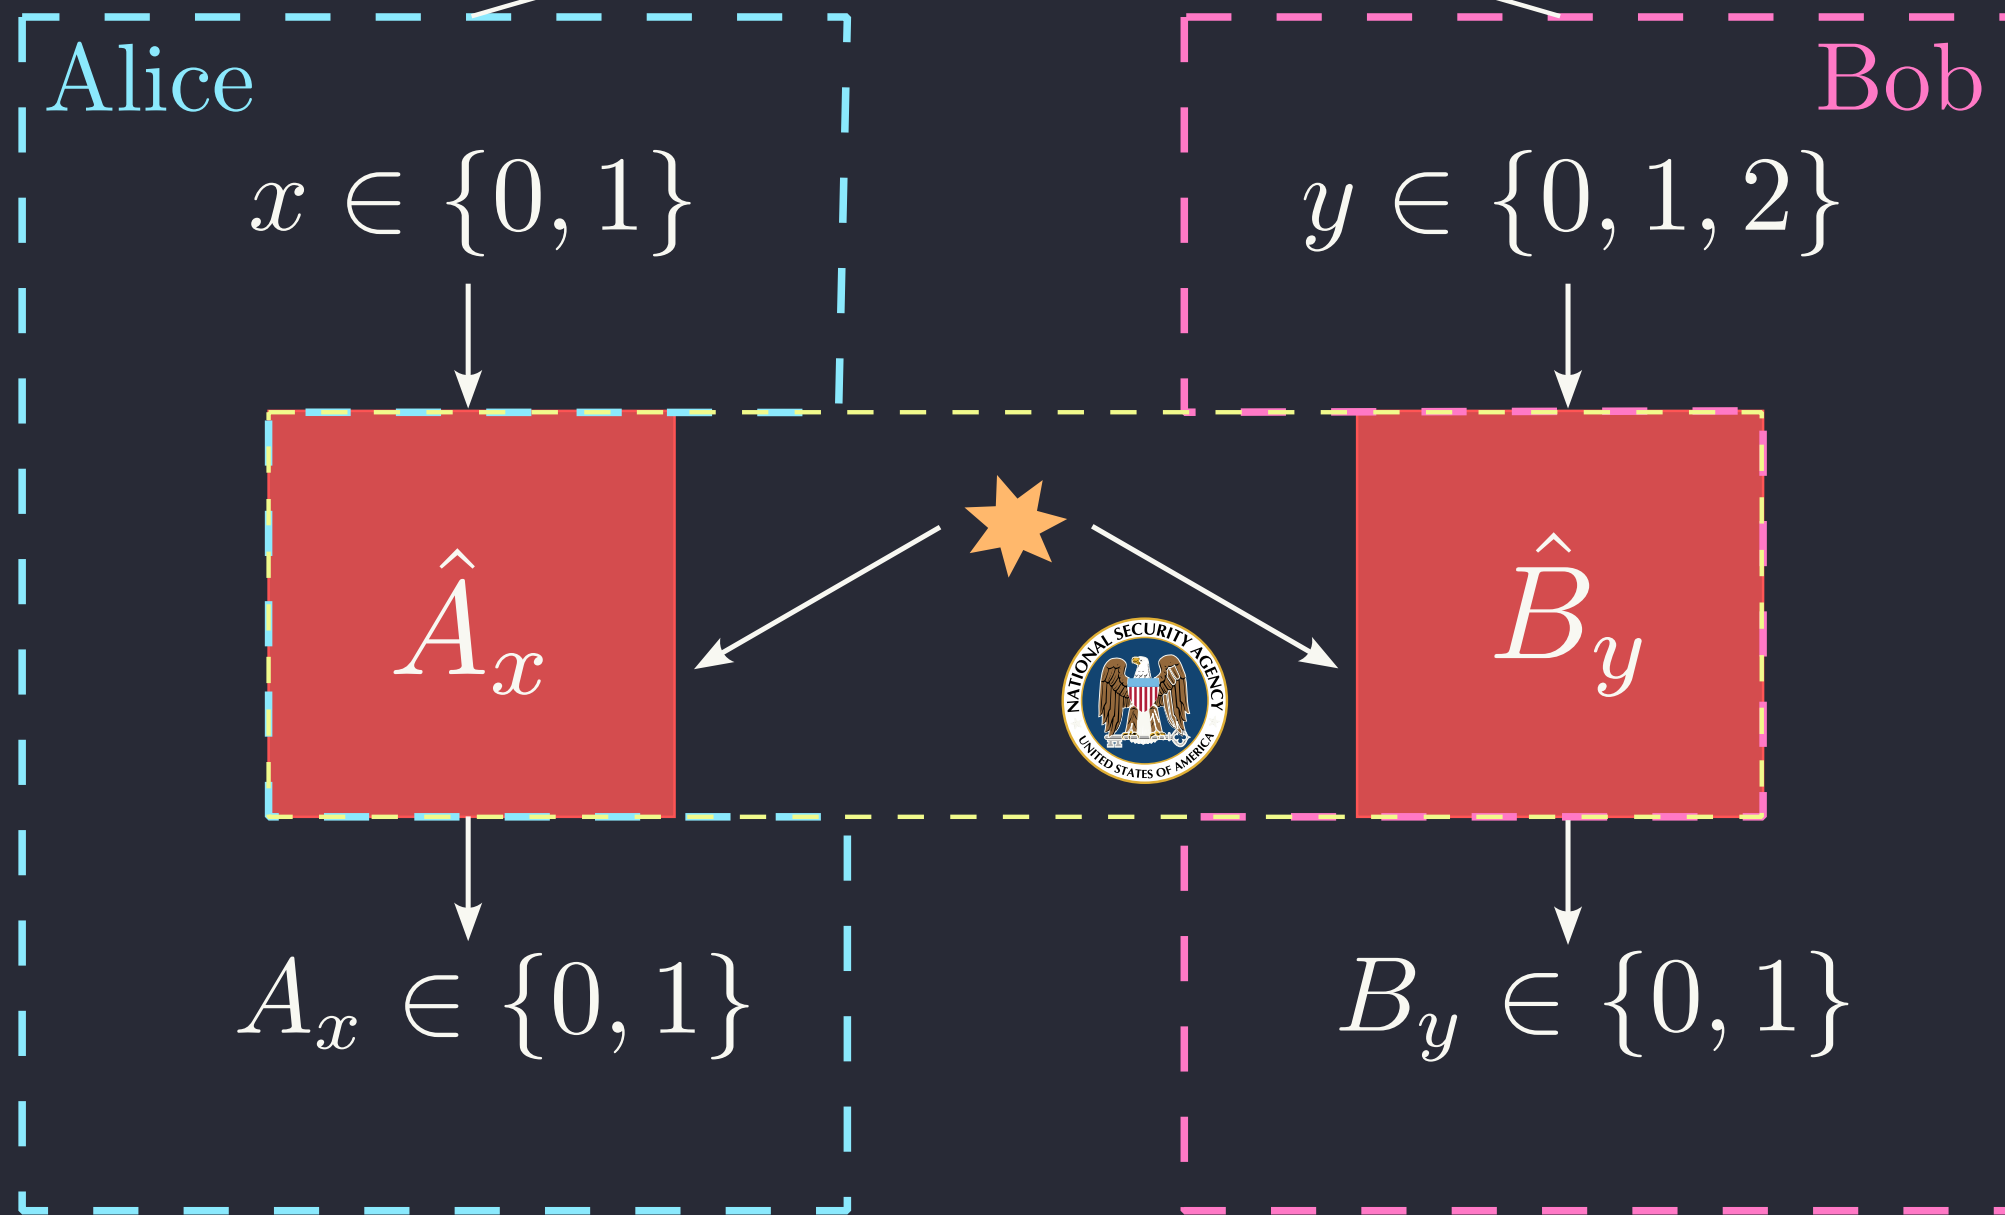 Alice
Bob
x ∈ {0, 1}
y ∈ {0, 1, 2}
Â_x
B̂_y
NATIONAL SECURITY AGENCY
UNITED STATES OF AMERICA
A_x ∈ {0, 1}
B_y ∈ {0, 1}